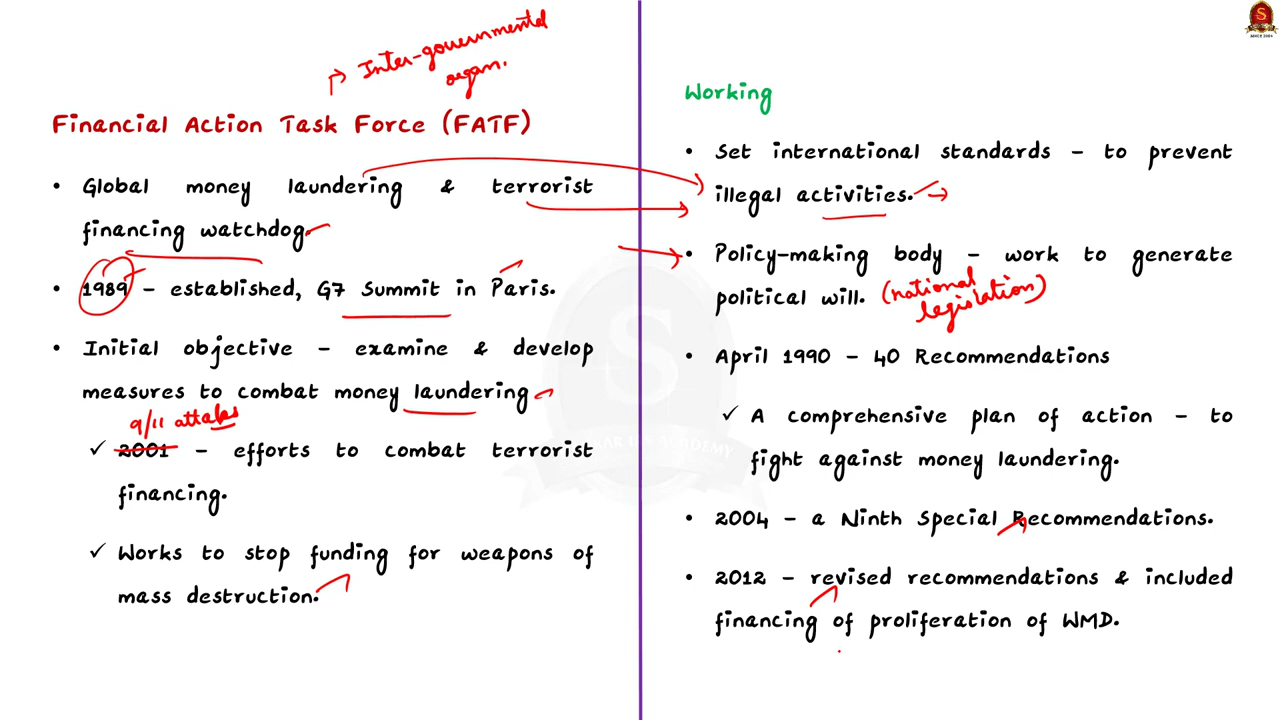 Inter-governmental
organ.
Financial Action Task Force (FATF)
• Global money laundering & terrorist
financing watchdog
• 1989 – established, G7 Summit in Paris.
• Initial objective – examine & develop
measures to combat money laundering
9/11 attaks
✓ 2001 – efforts to combat terrorist
financing.
✓ Works to stop funding for weapons of
mass destruction.
Working
• Set international standards – to prevent
illegal activities.
• Policy-making body – work to generate
political will. (national
legislation)
• April 1990 – 40 Recommendations
✓ A comprehensive plan of action – to
fight against money laundering.
• 2004 – a Ninth Special Recommendations.
• 2012 – revised recommendations & included
financing of proliferation of WMD.
S
SINCE 2004